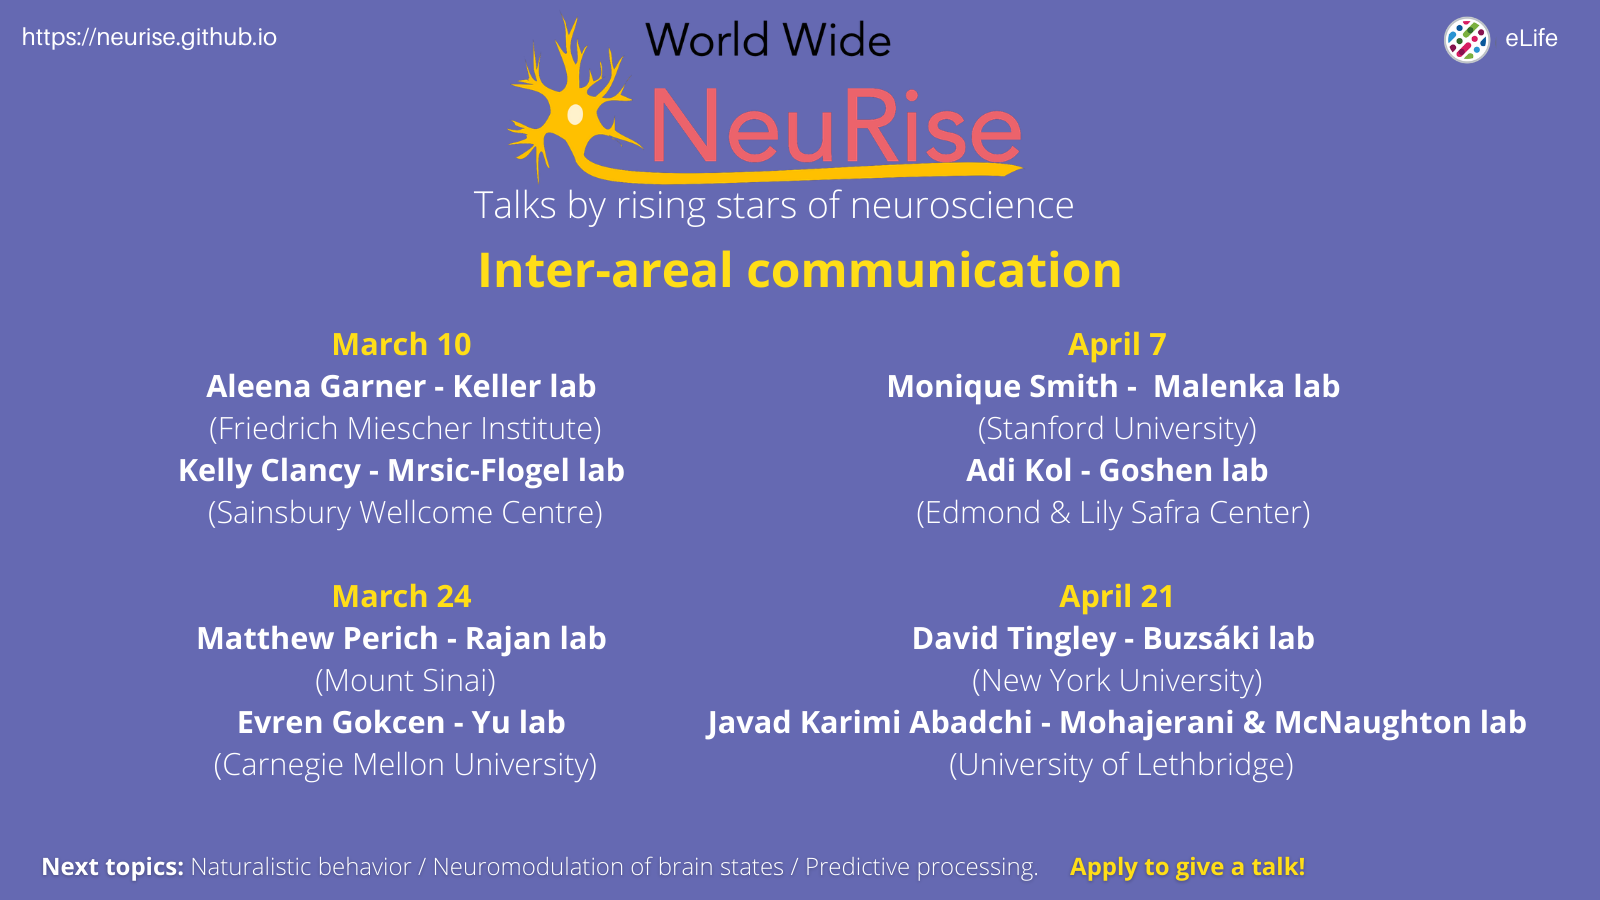 https://neurise.github.io
World Wide
NeuRise
eLife
Talks by rising stars of neuroscience
Inter-areal communication
March 10
Aleena Garner - Keller lab
(Friedrich Miescher Institute)
Kelly Clancy - Mrsic-Flogel lab
(Sainsbury Wellcome Centre)
March 24
Matthew Perich - Rajan lab
(Mount Sinai)
Evren Gokcen - Yu lab
(Carnegie Mellon University)
April 7
Monique Smith - Malenka lab
(Stanford University)
Adi Kol - Goshen lab
(Edmond & Lily Safra Center)
April 21
David Tingley - Buzsáki lab
(New York University)
Javad Karimi Abadchi - Mohajerani & McNaughton lab
(University of Lethbridge)
Next topics: Naturalistic behavior / Neuromodulation of brain states / Predictive processing. Apply to give a talk!